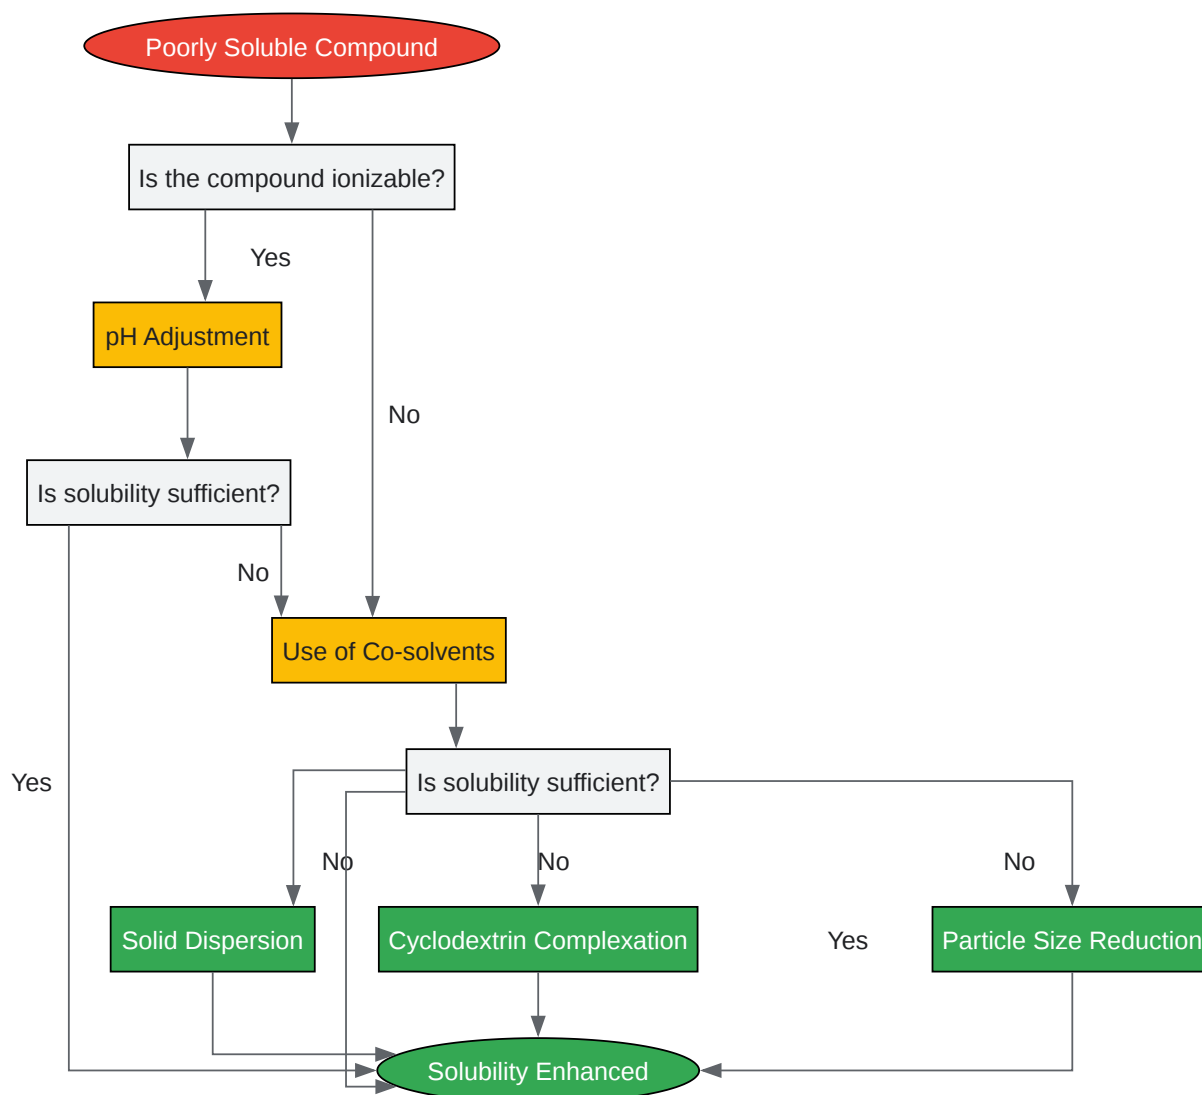 Poorly Soluble Compound
Is the compound ionizable?
Yes
pH Adjustment
No
Is solubility sufficient?
No
Use of Co-solvents
Yes
Is solubility sufficient?
No
No
No
Solid Dispersion
Cyclodextrin Complexation
Yes
Particle Size Reduction
Solubility Enhanced